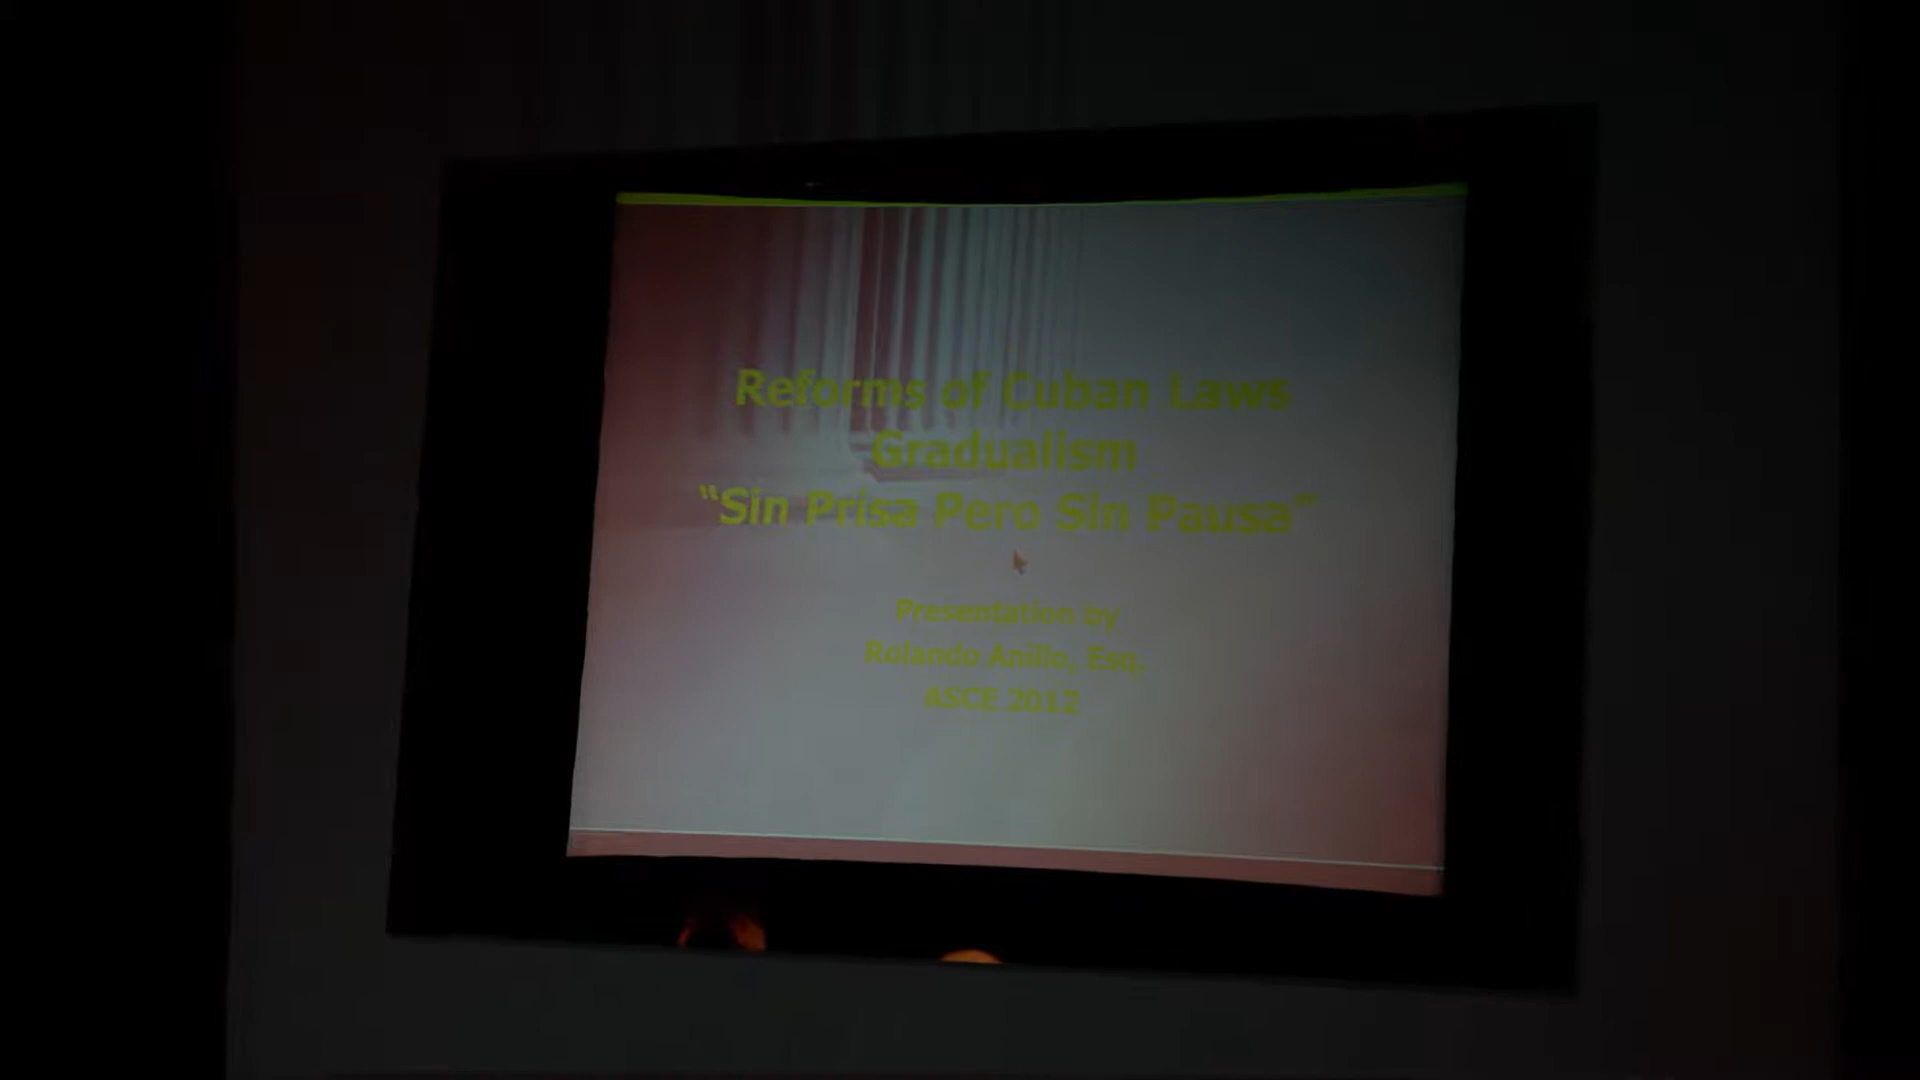 Reforms of Cuban Laws
Gradualism
“Sin Prisa Pero Sin Pausa”
Presentation by
Rolando Anillo, Esq.
ASCE 2012